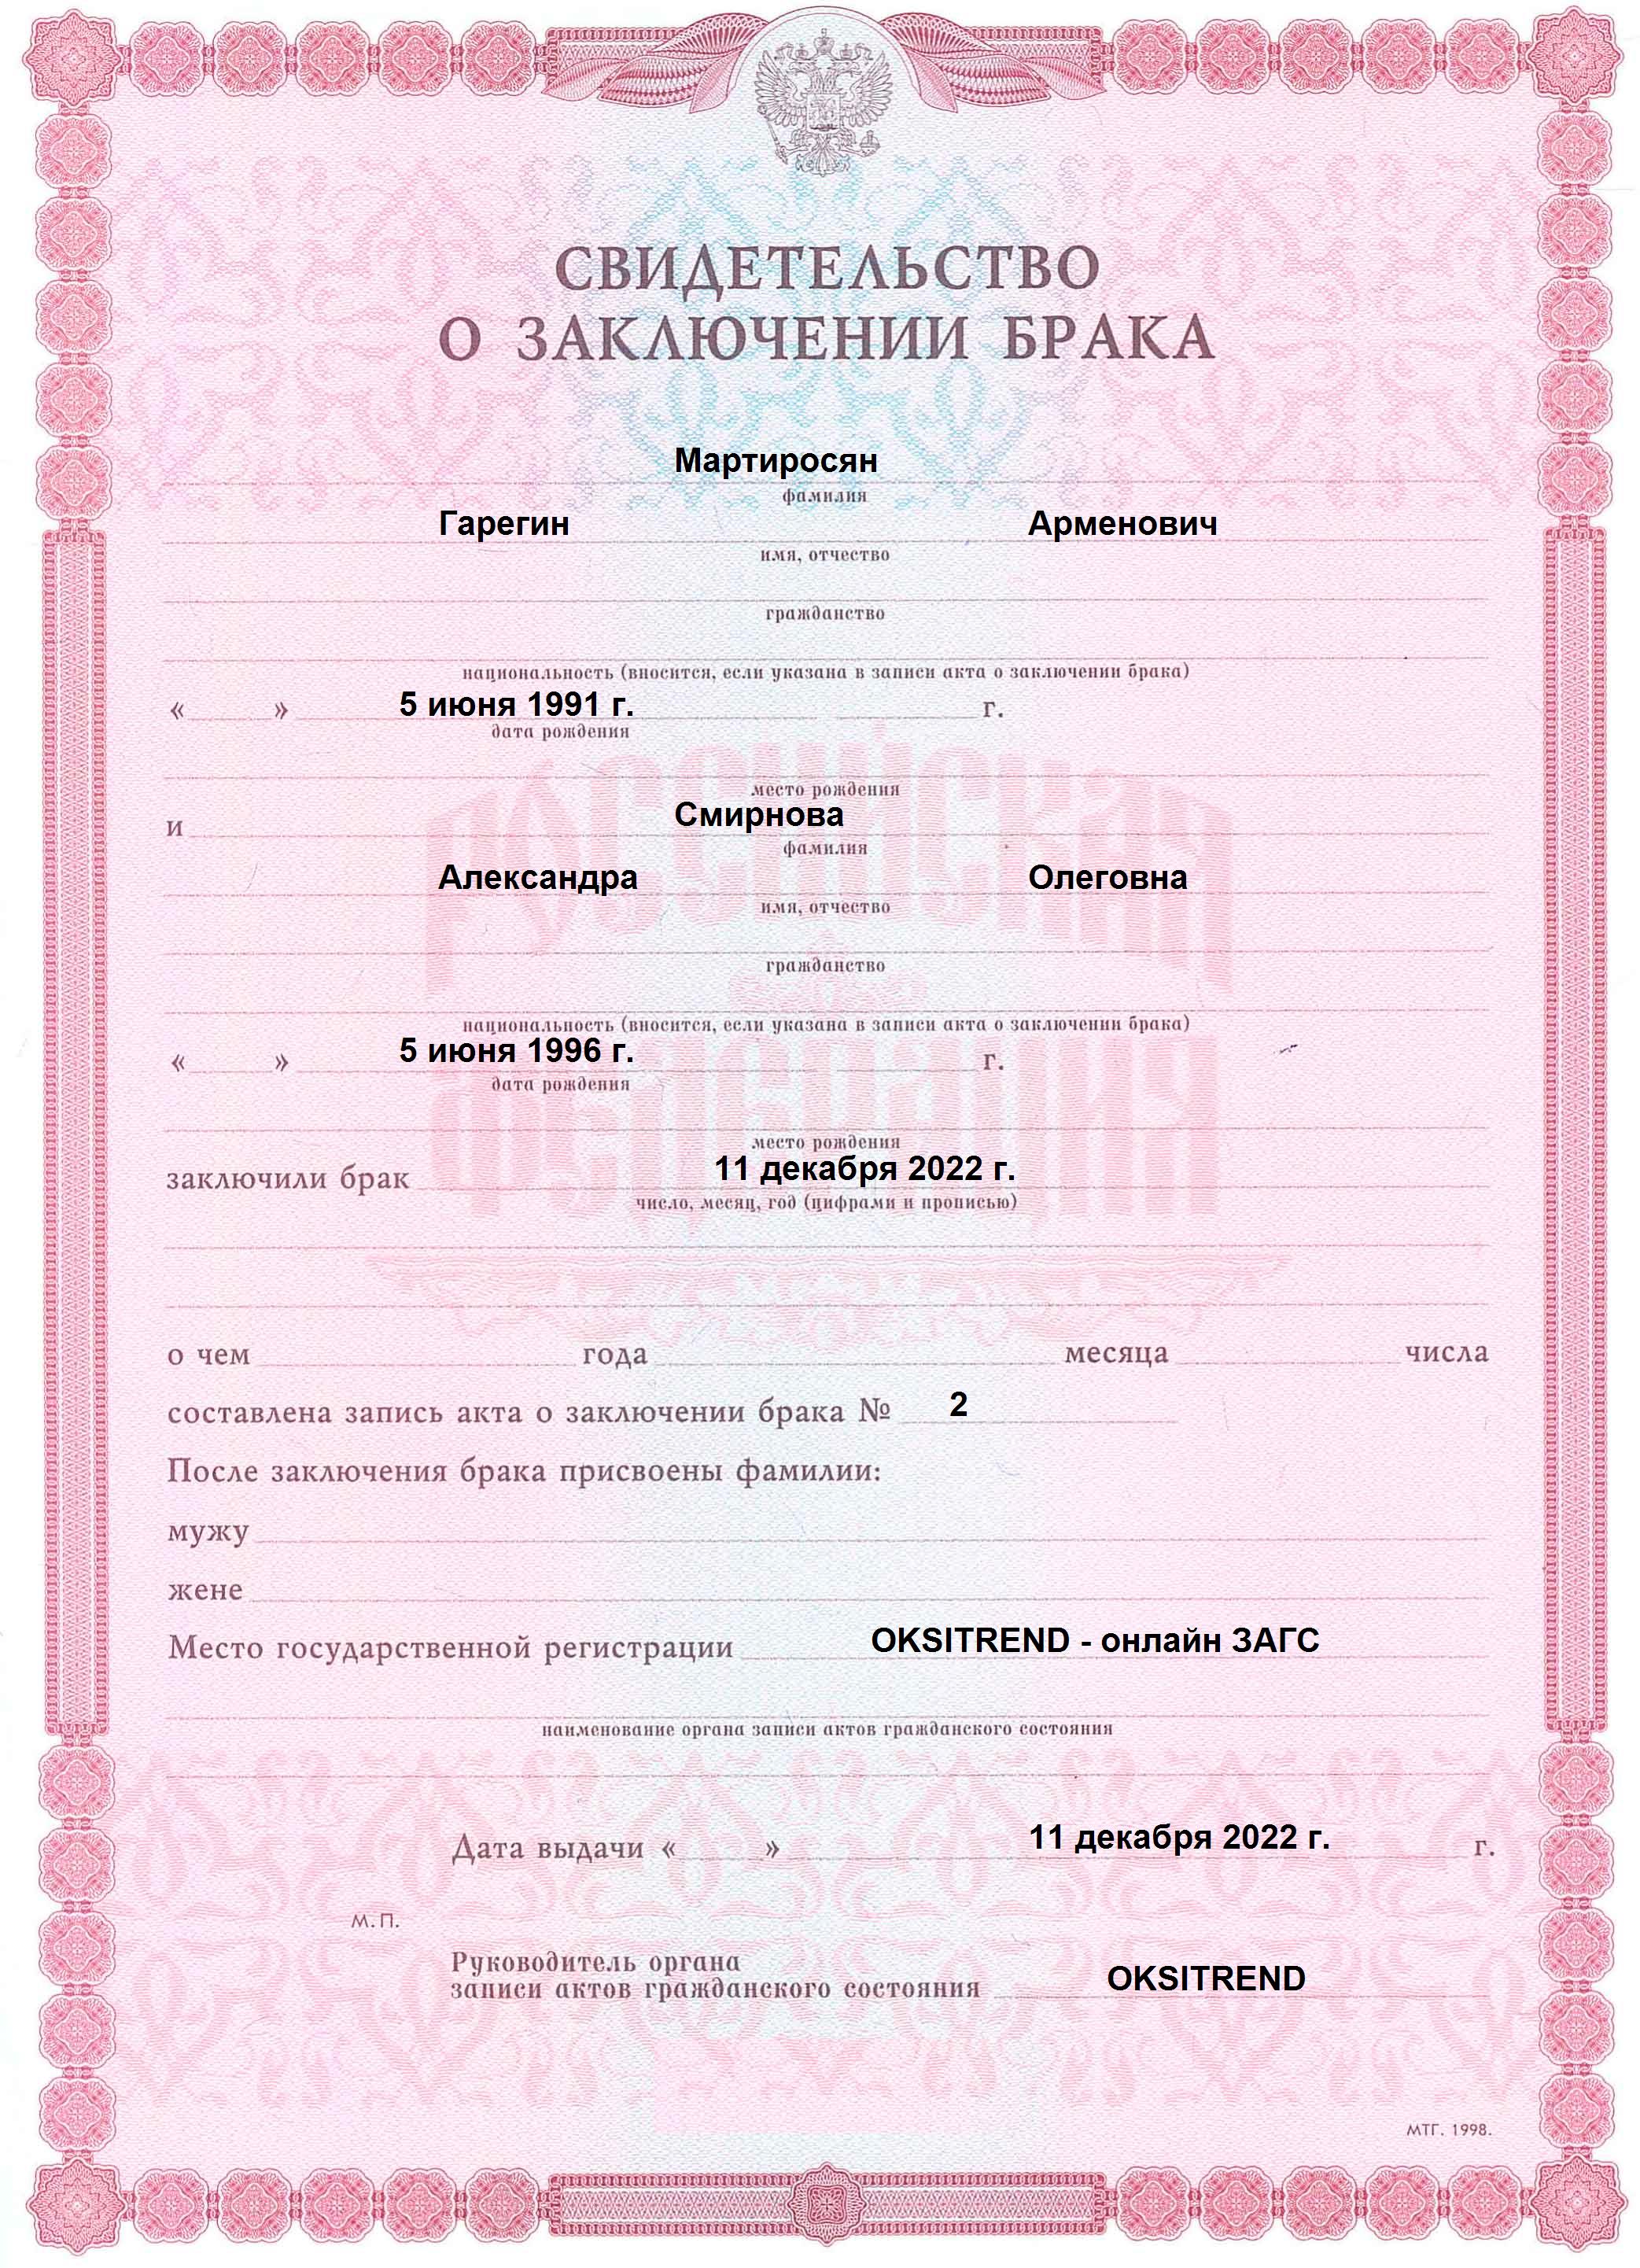 СВИДЕТЕЛЬСТВО
О ЗАКЛЮЧЕНИИ БРАКА
Мартиросян
фамилия
Гарегин Арменович
имя, отчество
гражданство
национальность (вносится, если указана в записи акта о заключении брака)
« » 5 июня 1991 г. г.
дата рождения
место рождения
и Смирнова
фамилия
Александра Олеговна
имя, отчество
гражданство
национальность (вносится, если указана в записи акта о заключении брака)
« » 5 июня 1996 г. г.
дата рождения
место рождения
заключили брак 11 декабря 2022 г.
число, месяц, год (цифрами и прописью)
Российская
Федерация
о чем года месяца числа
составлена запись акта о заключении брака № 2
После заключения брака присвоены фамилии:
мужу
жене
Место государственной регистрации OKSITREND - онлайн ЗАГС
наименование органа записи актов гражданского состояния
Дата выдачи « » 11 декабря 2022 г. г.
М.П.
Руководитель органа
записи актов гражданского состояния OKSITREND
МТГ. 1998.